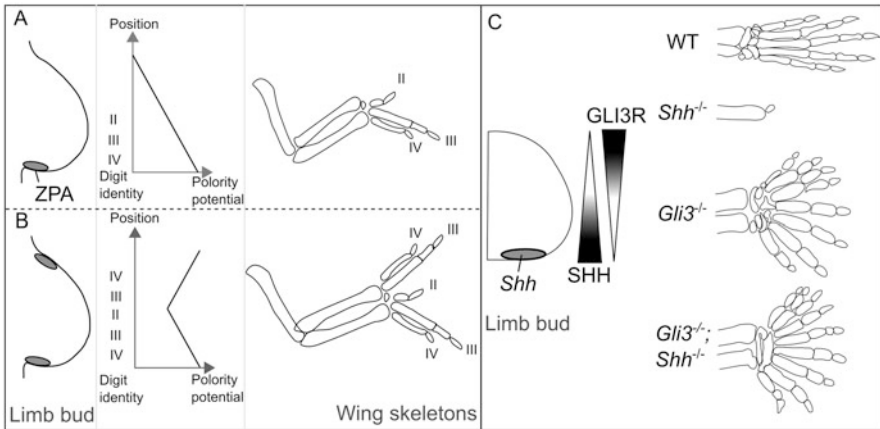 A
Position
II
III
IV
ZPA
Digit
identity
Polority
potential
II
III
IV
B
Position
IV
III
II
III
IV
Digit
identity
Polority
potential
Limb bud
IV
III
II
IV
III
Wing skeletons
C
WT
Shh-/-
GLI3R
Gli3-/-
Shh
SHH
Limb bud
Gli3-/-;
Shh-/-